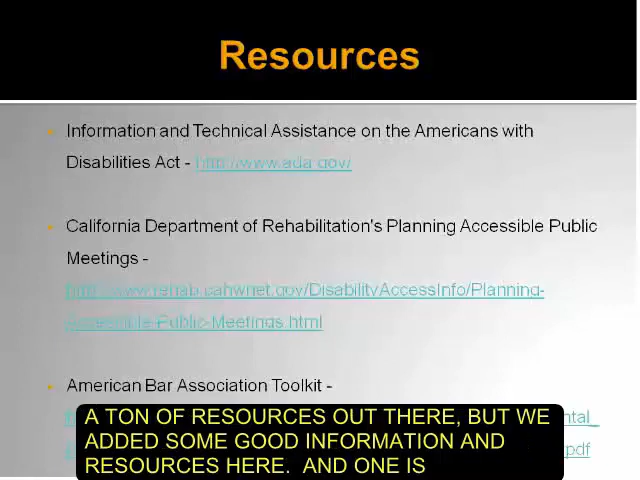 Resources
Information and Technical Assistance on the Americans with
Disabilities Act - http://www.ada.gov/
California Department of Rehabilitation's Planning Accessible Public
Meetings -
http://www.rehab.cahwnet.gov/DisabilityAccessInfo/Planning-
Accessible-Public-Meetings.html
American Bar Association Toolkit -
ental_
pdf
A TON OF RESOURCES OUT THERE, BUT WE
ADDED SOME GOOD INFORMATION AND
RESOURCES HERE. AND ONE IS